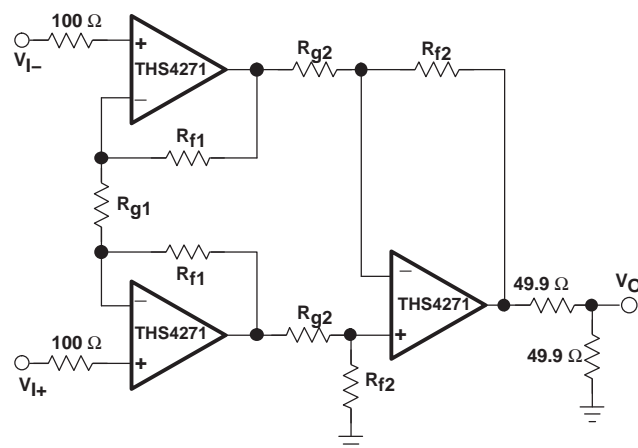 100 Ω
V_I–
+
THS4271
–
R_g2
R_f2
R_f1
R_g1
R_f1
–
THS4271
+
100 Ω
V_I+
R_g2
R_f2
–
THS4271
+
49.9 Ω
V_O
49.9 Ω